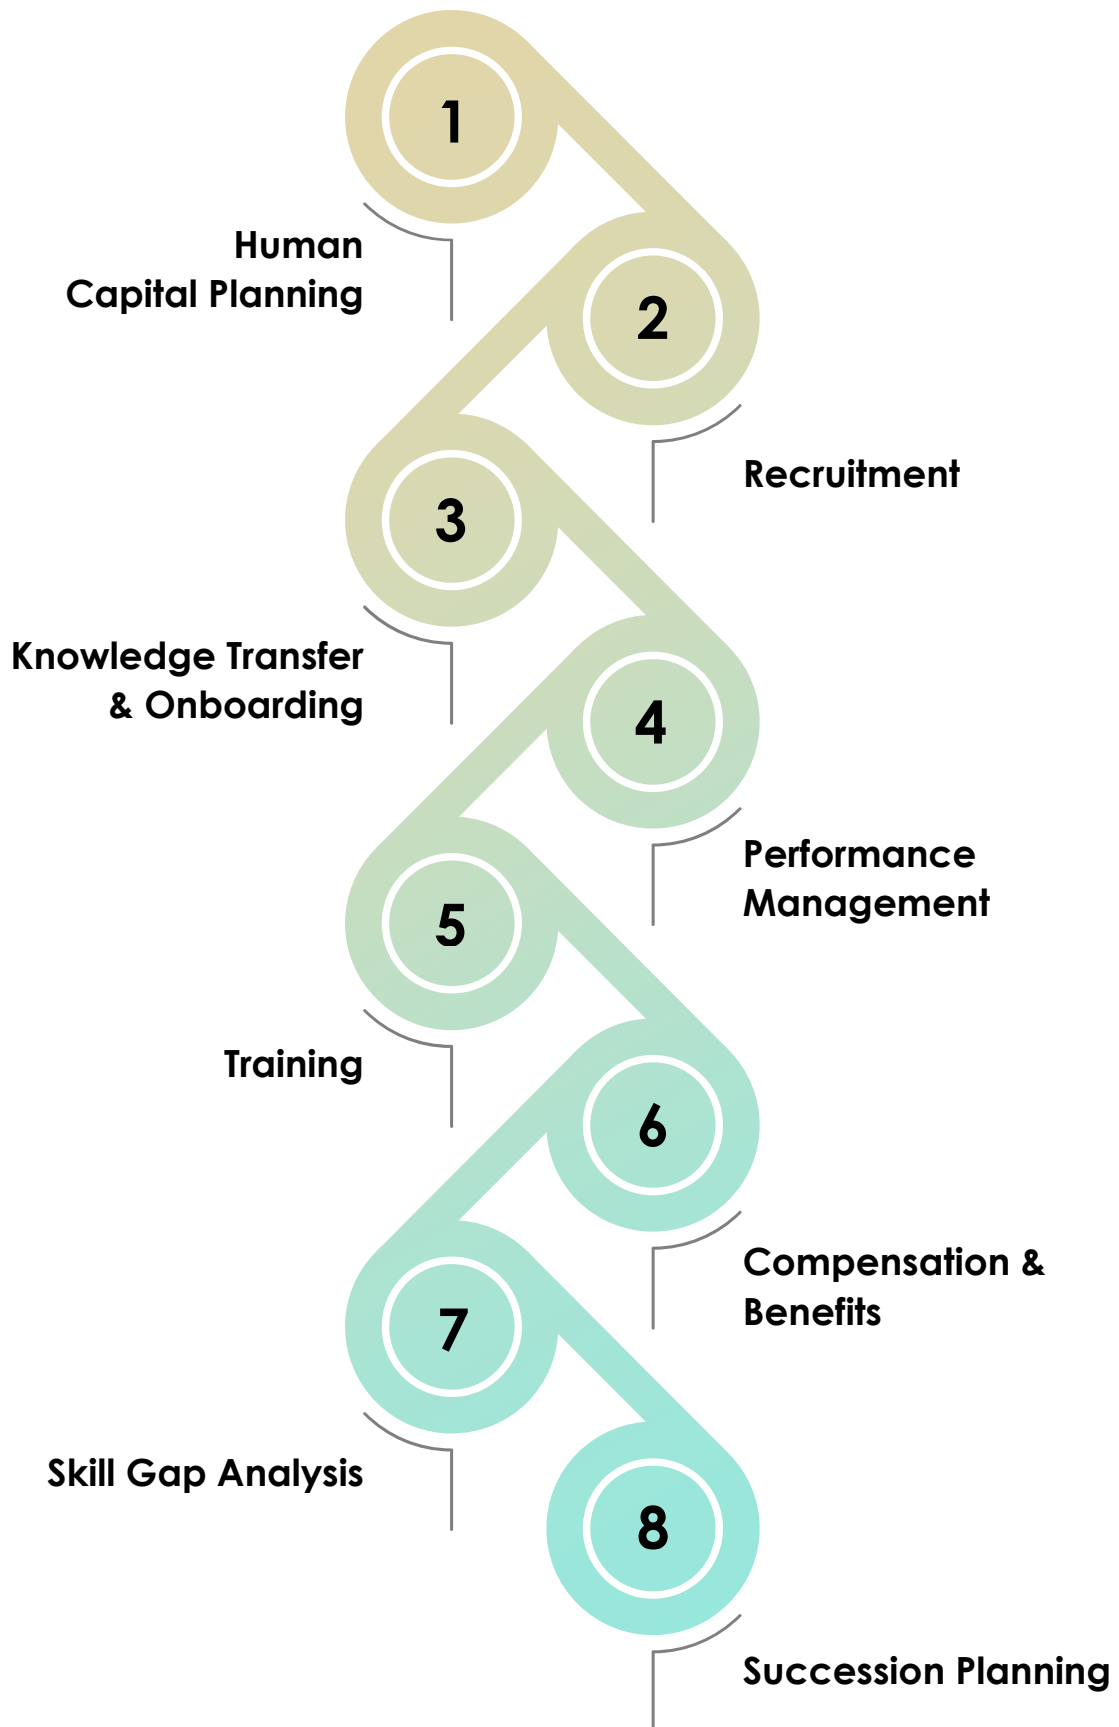 1
Human
Capital Planning
2
Recruitment
3
Knowledge Transfer
& Onboarding
4
Performance
Management
5
Training
6
Compensation &
Benefits
7
Skill Gap Analysis
8
Succession Planning